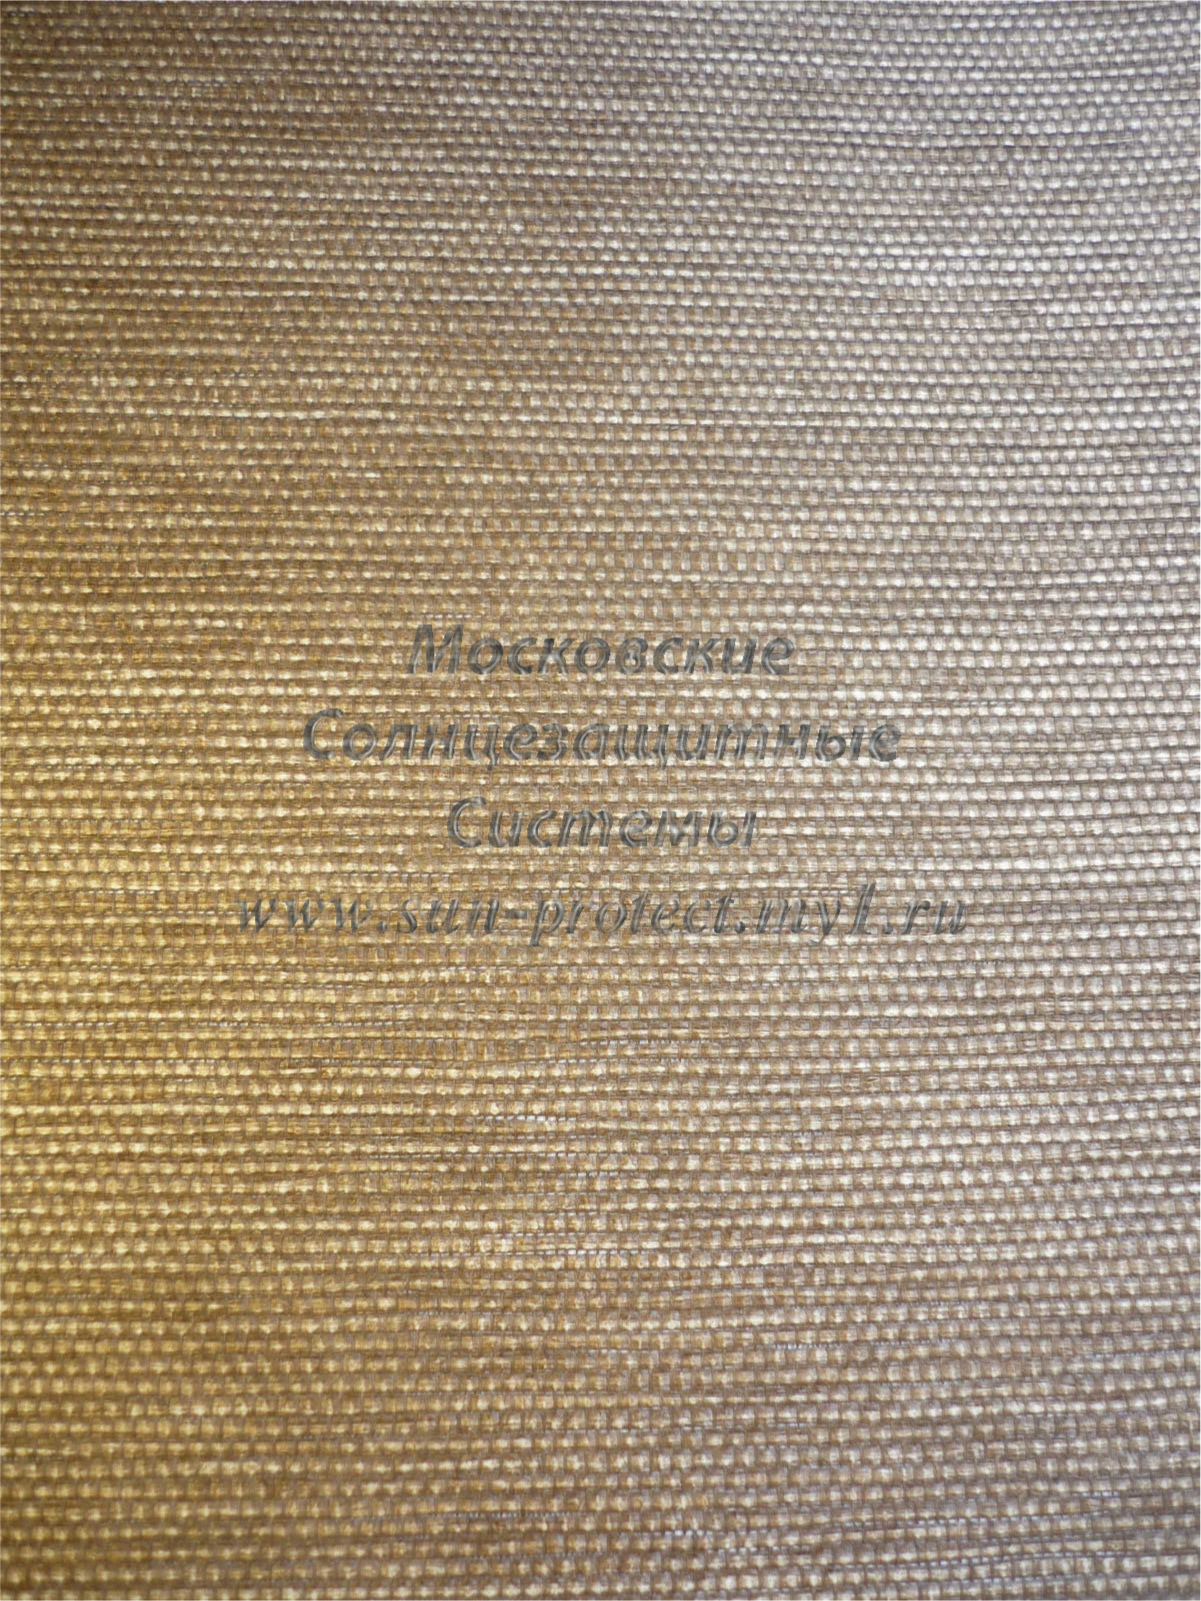 Московские
Солнцезащитные
Системы
www.sun-protect.my1.ru